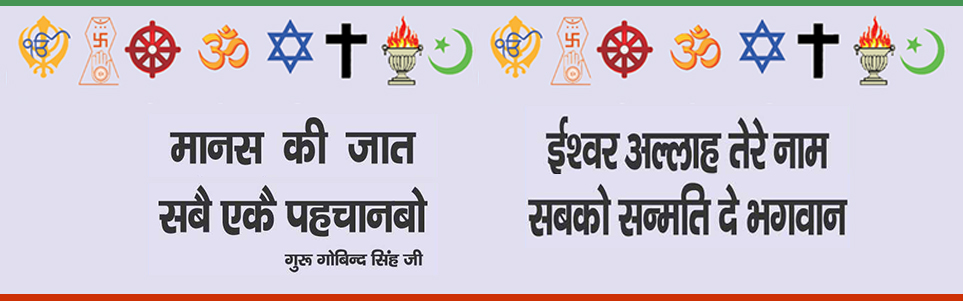 मानस की जात
सबै एकै पहचानबो
गुरू गोबिन्द सिंह जी
ईश्वर अल्लाह तेरे नाम
सबको सन्मति दे भगवान